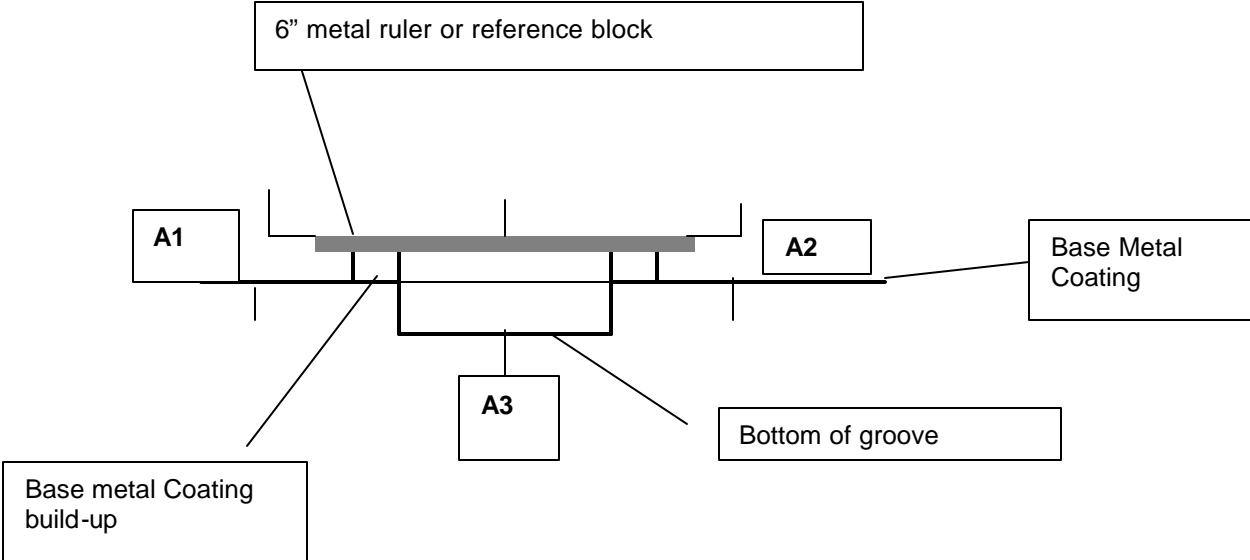 6” metal ruler or reference block
A1
A2
Base Metal
Coating
A3
Bottom of groove
Base metal Coating
build-up